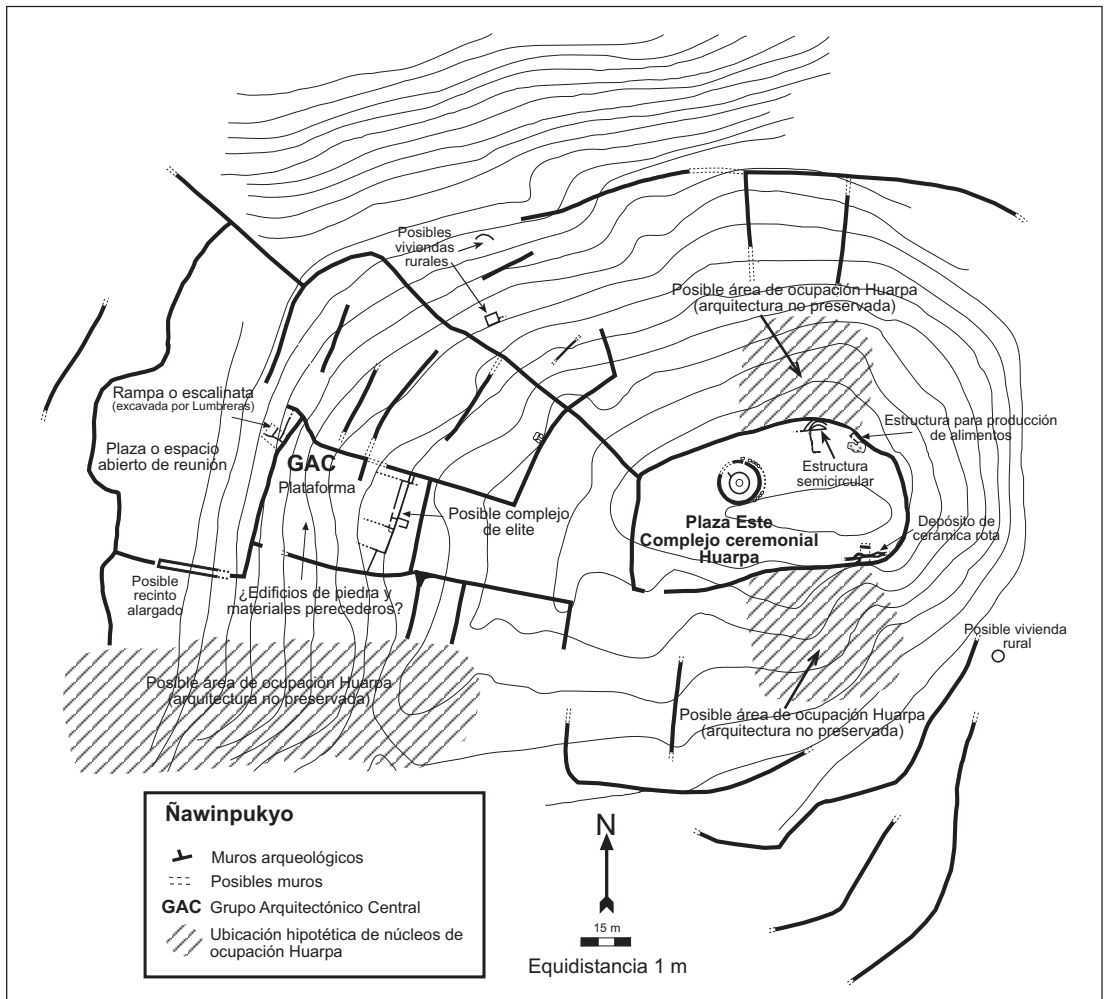 Posibles
viviendas
rurales
Posible área de ocupación Huarpa
(arquitectura no preservada)
Rampa o escalinata
(excavada por Lumbreras)
Plaza o espacio
abierto de reunión
GAC
Plataforma
Posible complejo
de elite
Estructura para producción
de alimentos
Estructura
semicircular
Plaza Este
Complejo ceremonial
Huarpa
Depósito de
cerámica rota
Posible
recinto
alargado
¿Edificios de piedra y
materiales perecederos?
Posible vivienda
rural
Posible área de ocupación Huarpa
(arquitectura no preservada)
Posible área de ocupación Huarpa
(arquitectura no preservada)
Ñawinpukyo
Muros arqueológicos
Posibles muros
GAC Grupo Arquitectónico Central
Ubicación hipotética de núcleos de
ocupación Huarpa
N
15 m
Equidistancia 1 m